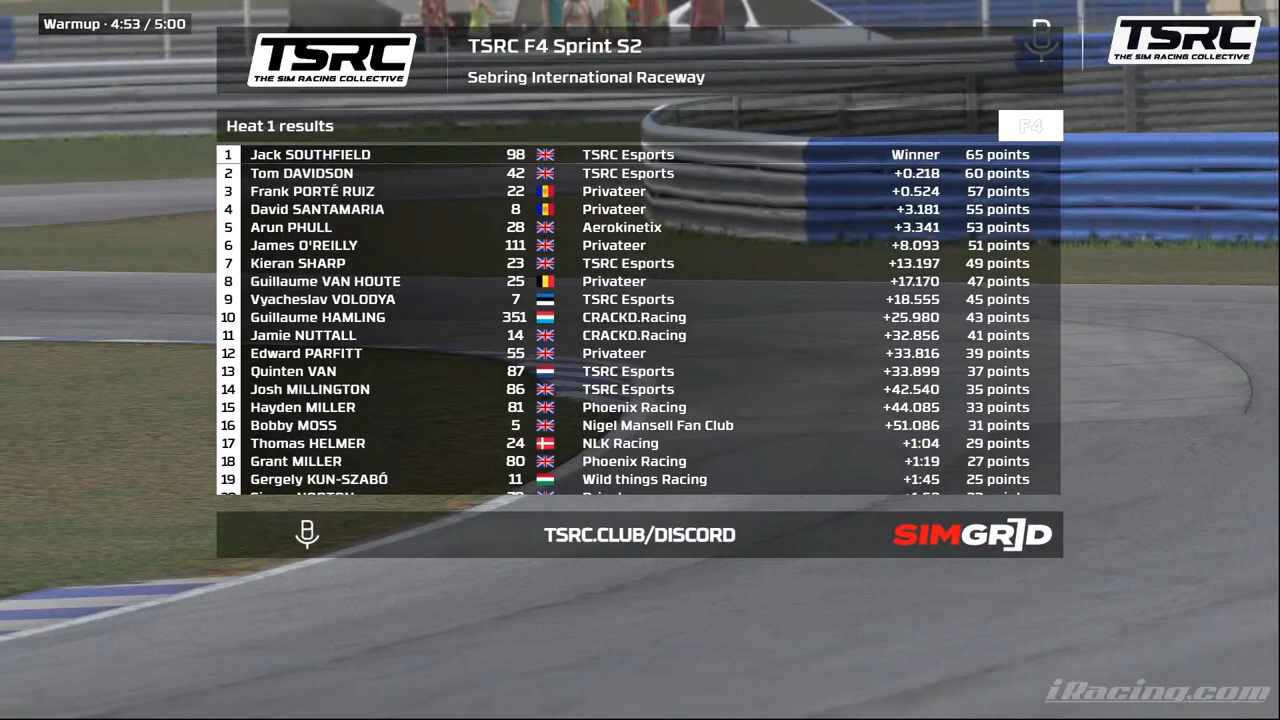 Warmup · 4:53 / 5:00
TSRC
THE SIM RACING COLLECTIVE
TSRC F4 Sprint S2
Sebring International Raceway
TSRC
THE SIM RACING COLLECTIVE
Heat 1 results
F4
1 Jack SOUTHFIELD 98 TSRC Esports Winner 65 points
2 Tom DAVIDSON 42 TSRC Esports +0.218 60 points
3 Frank PORTÉ RUIZ 22 Privateer +0.524 57 points
4 David SANTAMARIA 8 Privateer +3.181 55 points
5 Arun PHULL 28 Aerokinetix +3.341 53 points
6 James O'REILLY 111 Privateer +8.093 51 points
7 Kieran SHARP 23 TSRC Esports +13.197 49 points
8 Guillaume VAN HOUTE 25 Privateer +17.170 47 points
9 Vyacheslav VOLODYA 7 TSRC Esports +18.555 45 points
10 Guillaume HAMLING 351 CRACKD.Racing +25.980 43 points
11 Jamie NUTTALL 14 CRACKD.Racing +32.856 41 points
12 Edward PARFITT 55 Privateer +33.816 39 points
13 Quinten VAN 87 TSRC Esports +33.899 37 points
14 Josh MILLINGTON 86 TSRC Esports +42.540 35 points
15 Hayden MILLER 81 Phoenix Racing +44.085 33 points
16 Bobby MOSS 5 Nigel Mansell Fan Club +51.086 31 points
17 Thomas HELMER 24 NLK Racing +1:04 29 points
18 Grant MILLER 80 Phoenix Racing +1:19 27 points
19 Gergely KUN-SZABÓ 11 Wild things Racing +1:45 25 points
TSRC.CLUB/DISCORD
SIMGRID
iRacing.com